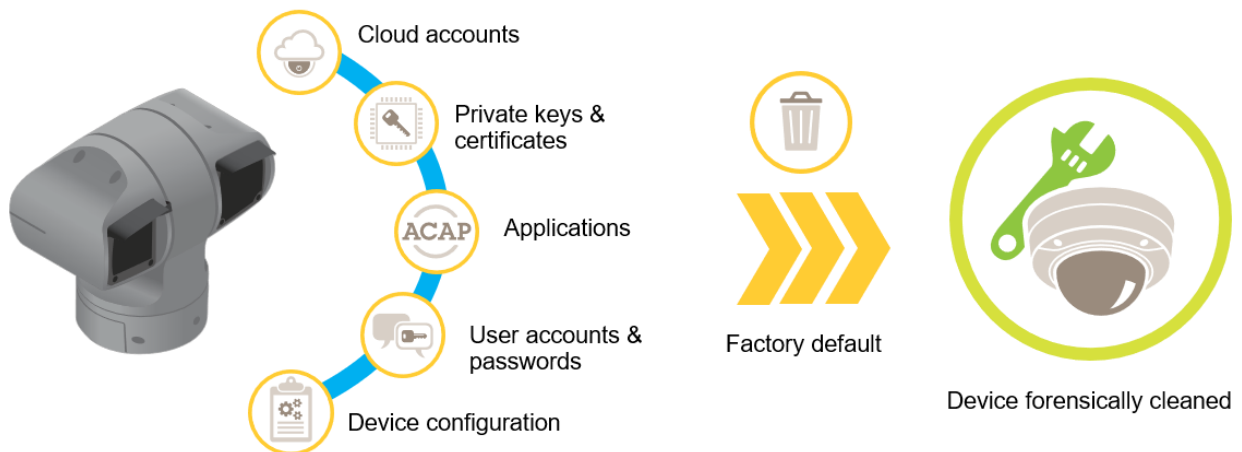 Cloud accounts
Private keys &
certificates
ACAP
Applications
User accounts &
passwords
Device configuration
Factory default
Device forensically cleaned